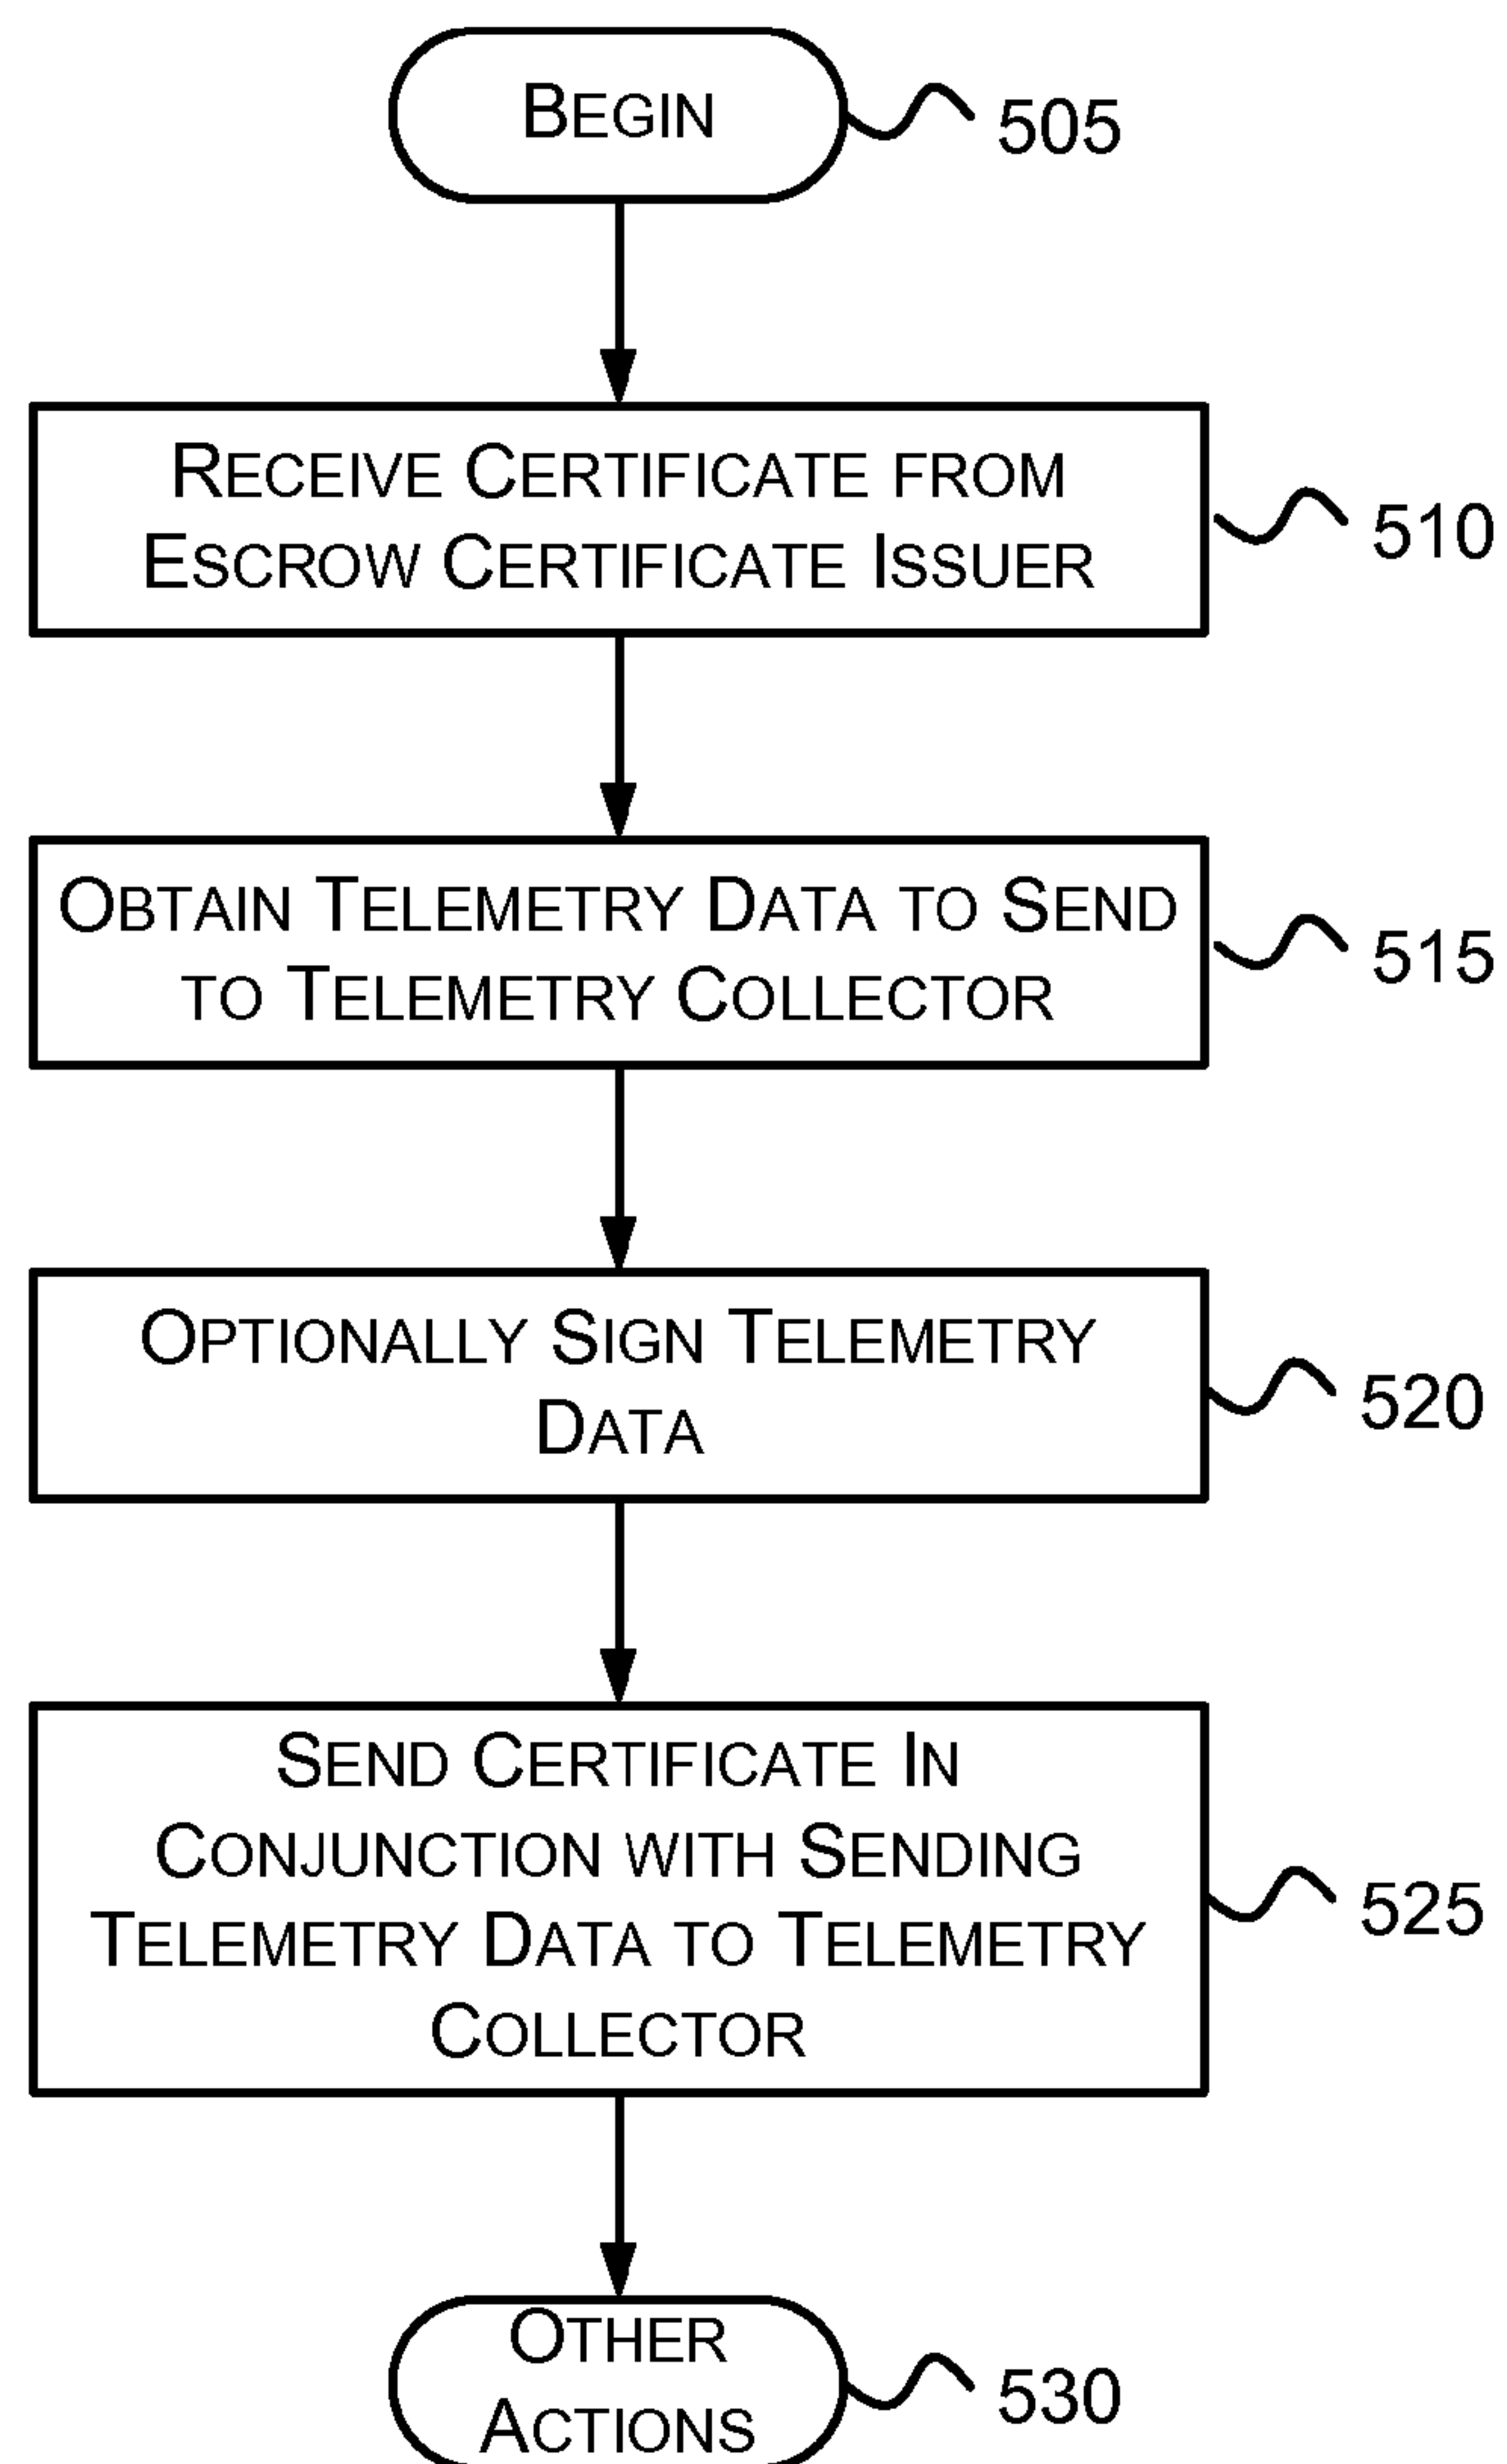 BEGIN
505
RECEIVE CERTIFICATE FROM
ESCROW CERTIFICATE ISSUER
510
OBTAIN TELEMETRY DATA TO SEND
TO TELEMETRY COLLECTOR
515
OPTIONALLY SIGN TELEMETRY
DATA
520
SEND CERTIFICATE IN
CONJUNCTION WITH SENDING
TELEMETRY DATA TO TELEMETRY
COLLECTOR
525
OTHER
ACTIONS
530